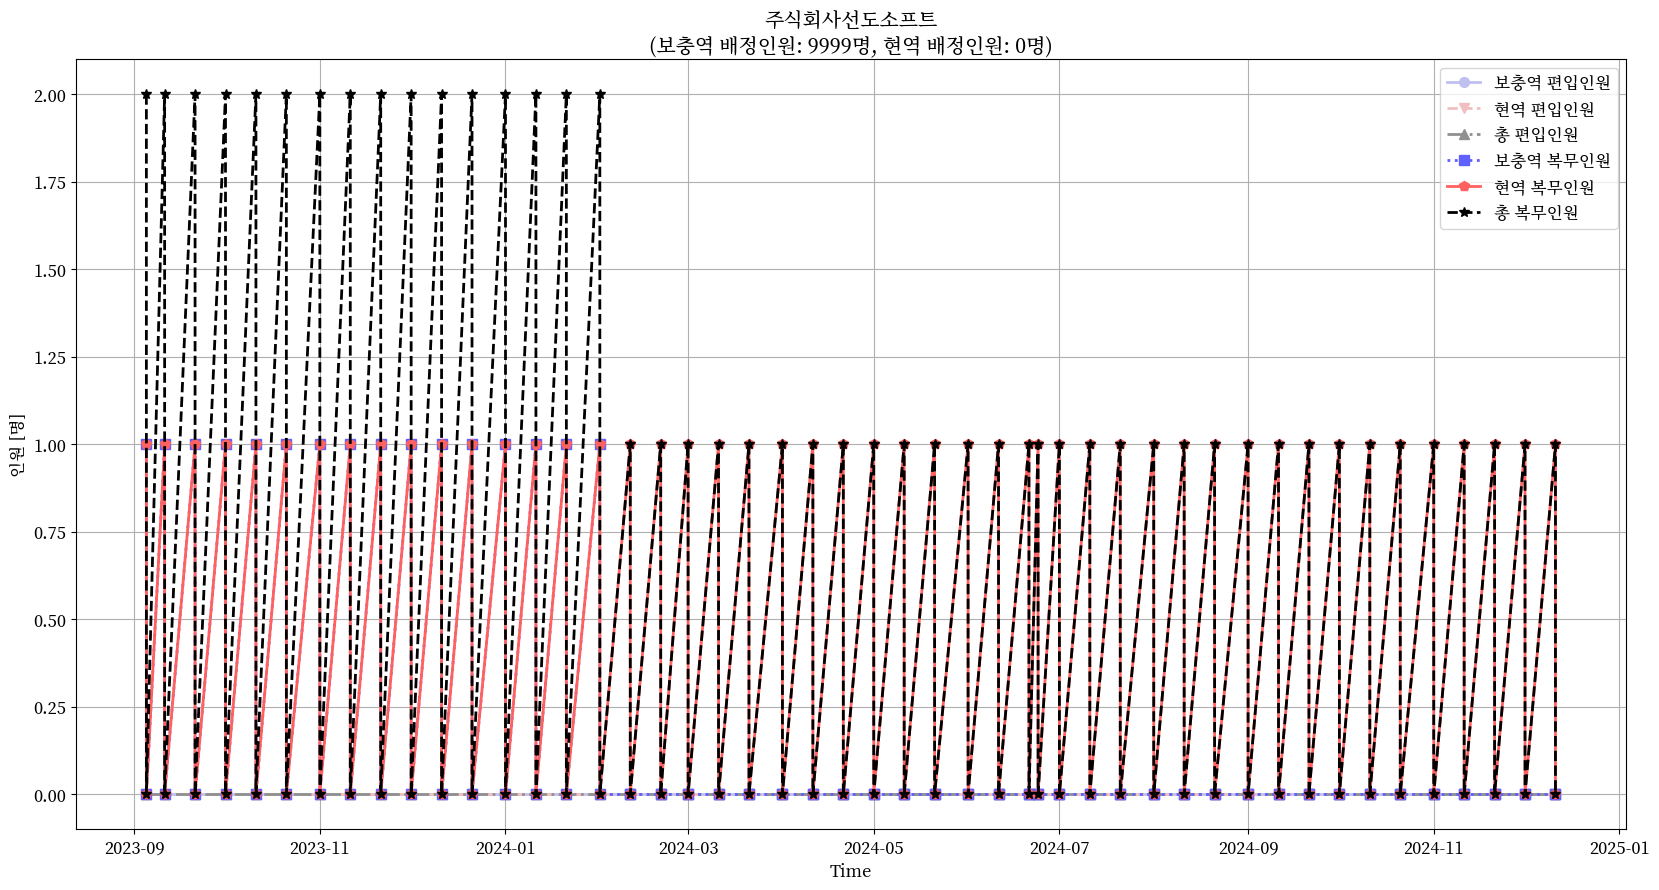 주식회사선도소프트
(보충역 배정인원: 9999명, 현역 배정인원: 0명)
보충역 편입인원
현역 편입인원
총 편입인원
보충역 복무인원
현역 복무인원
총 복무인원
인원 [명]
2.00
1.75
1.50
1.25
1.00
0.75
0.50
0.25
0.00
2023-09
2023-11
2024-01
2024-03
2024-05
2024-07
2024-09
2024-11
2025-01
Time